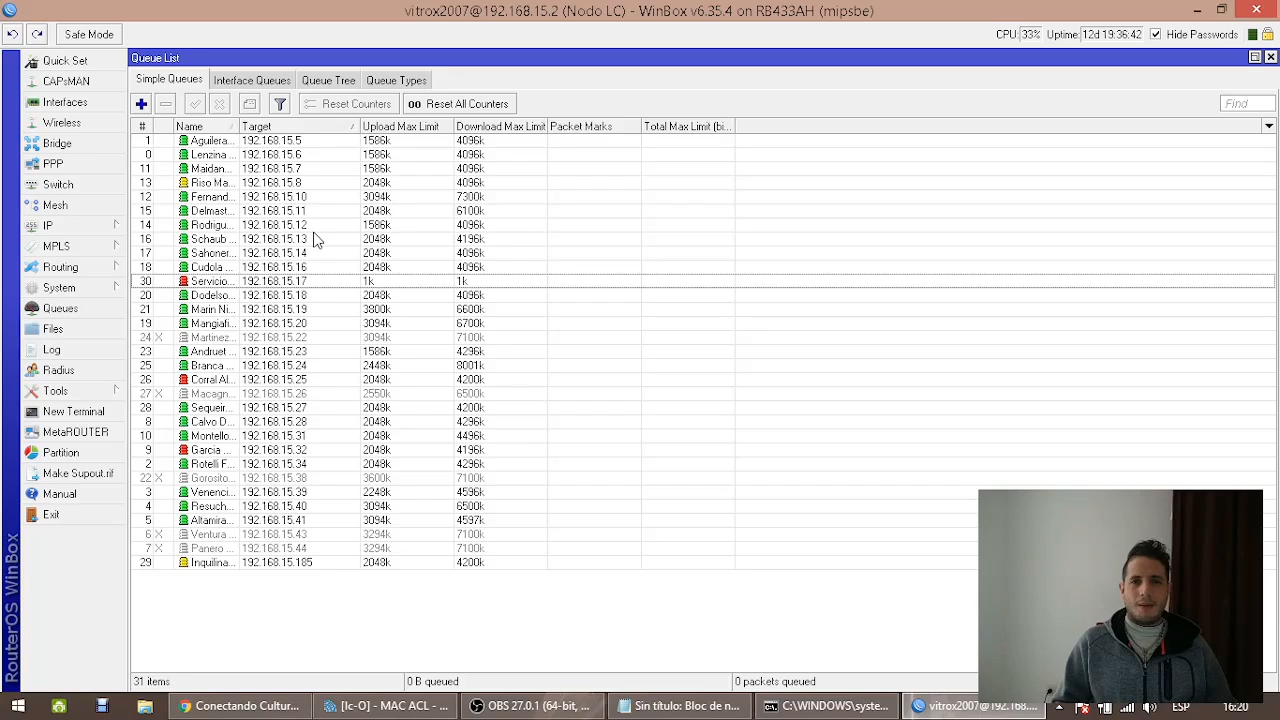 vitrox2007@192.168.15.2 (Nodo LC) - WinBox v6.35.4 on RB433AH (mipsbe)
Safe Mode
CPU: 33% Uptime: 12d 19:36:42 Hide Passwords
Queue List
Simple Queues Interface Queues Queue Tree Queue Types
Reset Counters 00 Reset All Counters Find
# Name Target Upload Max Limit Download Max Limit Packet Marks Total Max Limit (bi...
1 Aguilera... 192.168.15.5 1586k 4096k
0 Lenzina ... 192.168.15.6 1586k 4096k
11 Maidan... 192.168.15.7 1586k 4096k
13 Riso Ma... 192.168.15.8 2048k 4096k
12 Fernand... 192.168.15.10 3094k 7300k
15 Delmast... 192.168.15.11 2048k 6100k
14 Rodrigu... 192.168.15.12 1586k 4096k
16 Schaub ... 192.168.15.13 2048k 4196k
17 Sahoner... 192.168.15.14 2048k 4096k
18 Cudola ... 192.168.15.16 2048k 4096k
30 Servicio... 192.168.15.17 1k 1k
20 Dodelso... 192.168.15.18 2048k 4096k
21 Marin Ni... 192.168.15.19 3800k 6600k
19 Mangiafi... 192.168.15.20 3094k 6700k
24 X Martinez ... 192.168.15.22 3094k 7100k
23 Andruet ... 192.168.15.23 1586k 4296k
25 Branca ... 192.168.15.24 2448k 8001k
26 Corral Al... 192.168.15.25 2048k 4200k
27 X Macagn... 192.168.15.26 2550k 6500k
28 Sequeir... 192.168.15.27 2048k 4200k
8 Calvo D... 192.168.15.28 2048k 4296k
10 Montello... 192.168.15.31 2048k 4496k
9 Garcia ... 192.168.15.32 2048k 4196k
2 Rotelli F... 192.168.15.34 2048k 4296k
22 X Gorosito... 192.168.15.38 3600k 7100k
3 Venenci... 192.168.15.39 2248k 4596k
4 Resuch... 192.168.15.40 3094k 6500k
5 Altamira... 192.168.15.41 3094k 4597k
6 X Ventura ... 192.168.15.43 3294k 7100k
7 X Panero ... 192.168.15.44 3294k 7100k
29 Inquilina... 192.168.15.185 2048k 4200k
31 items 0 B queued 0 packets queued
Quick Set
CAPsMAN
Interfaces
Wireless
Bridge
PPP
Switch
Mesh
IP
MPLS
Routing
System
Queues
Files
Log
Radius
Tools
New Terminal
MetaROUTER
Partition
Make Supout.rif
Manual
Exit
RouterOS WinBox
Conectando Cultur... [Ic-O] - MAC ACL - ... OBS 27.0.1 (64-bit, ... Sin título: Bloc de n... C:\WINDOWS\syste... vitrox2007@192.168.... ESP 16:20